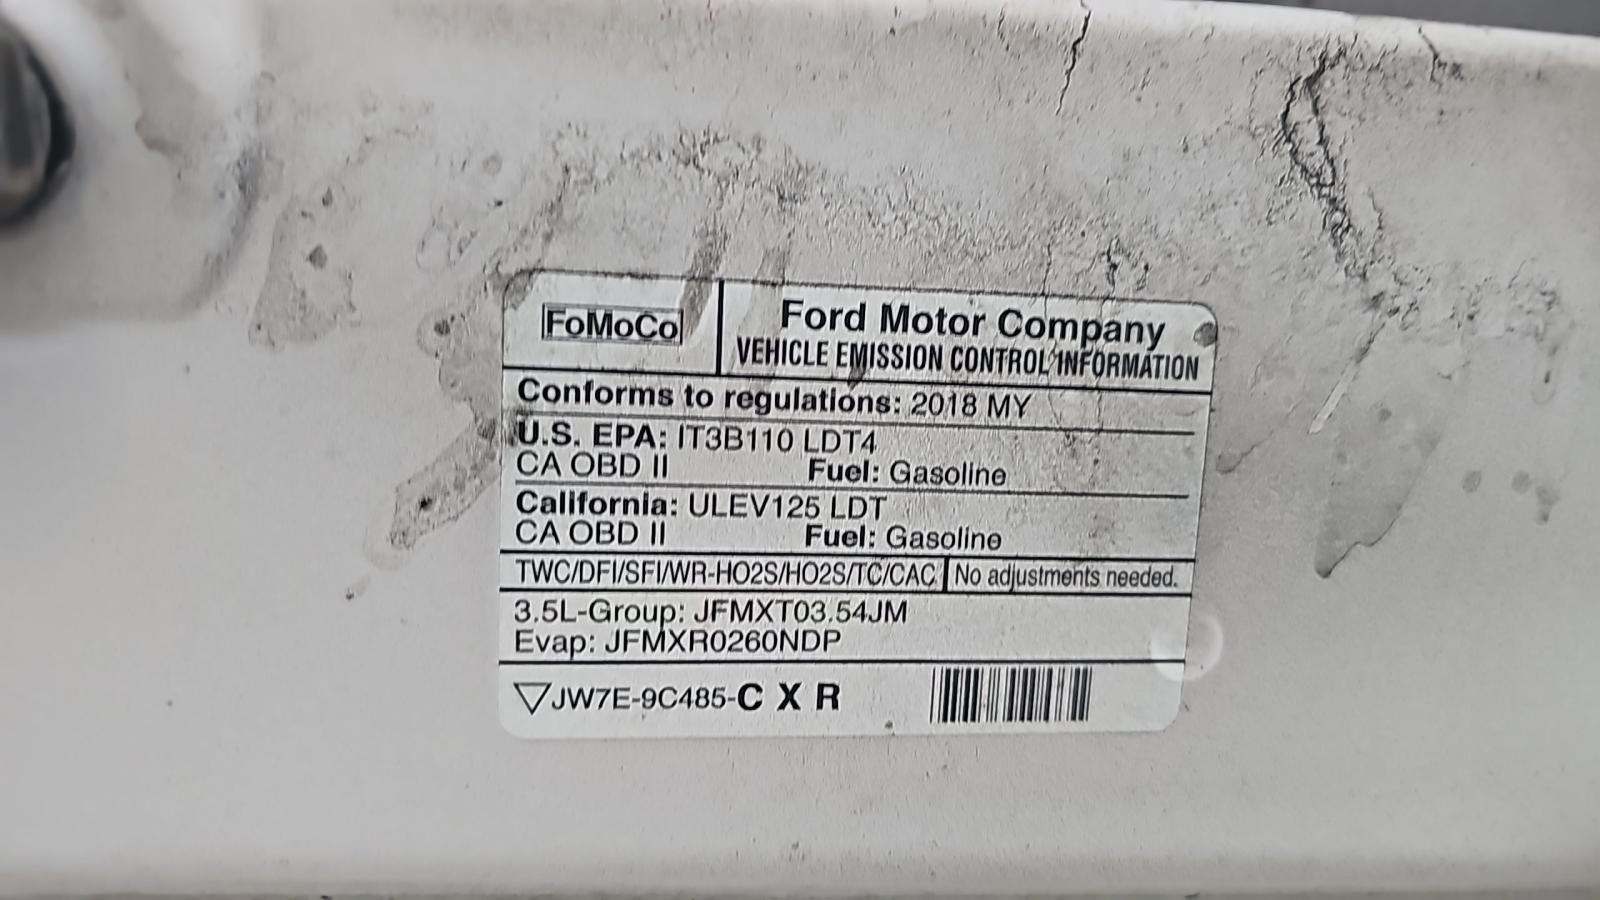 FoMoCo
Ford Motor Company
VEHICLE EMISSION CONTROL INFORMATION
Conforms to regulations: 2018 MY
U.S. EPA: IT3B110 LDT4
CA OBD II Fuel: Gasoline
California: ULEV125 LDT
CA OBD II Fuel: Gasoline
TWC/DFI/SFI/WR-HO2S/HO2S/TC/CAC No adjustments needed.
3.5L-Group: JFMXT03.54JM
Evap: JFMXR0260NDP
▽JW7E-9C485-C X R